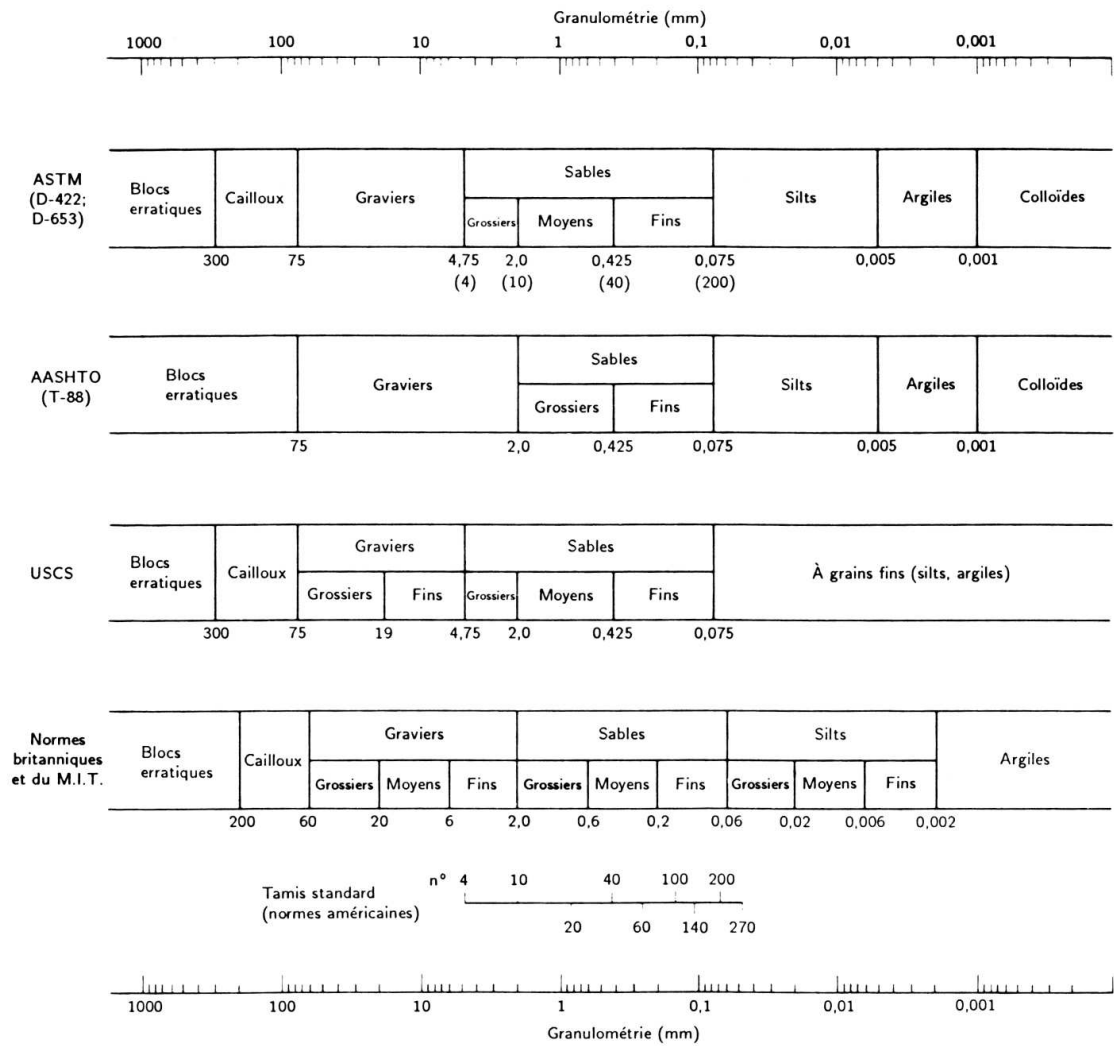 Granulométrie (mm)
1000 100 10 1 0,1 0,01 0,001
ASTM
(D-422;
D-653)
Blocs
erratiques
Cailloux
Graviers
Sables
Grossiers Moyens Fins
Silts
Argiles
Colloïdes
300 75 4,75 2,0 0,425 0,075 0,005 0,001
(4) (10) (40) (200)
AASHTO
(T-88)
Blocs
erratiques
Graviers
Sables
Grossiers Fins
Silts
Argiles
Colloïdes
75 2,0 0,425 0,075 0,005 0,001
USCS
Blocs
erratiques
Cailloux
Graviers
Grossiers Fins
Sables
Grossiers Moyens Fins
À grains fins (silts, argiles)
300 75 19 4,75 2,0 0,425 0,075
Normes
britanniques
et du M.I.T.
Blocs
erratiques
Cailloux
Graviers
Grossiers Moyens Fins
Sables
Grossiers Moyens Fins
Silts
Grossiers Moyens Fins
Argiles
200 60 20 6 2,0 0,6 0,2 0,06 0,02 0,006 0,002
Tamis standard
(normes américaines)
n° 4 10 40 100 200
20 60 140 270
1000 100 10 1 0,1 0,01 0,001
Granulométrie (mm)